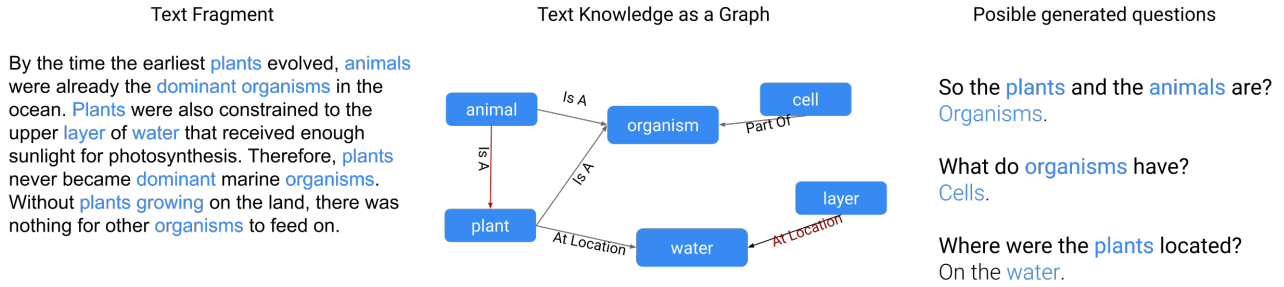 Text Fragment
By the time the earliest plants evolved, animals
were already the dominant organisms in the
ocean. Plants were also constrained to the
upper layer of water that received enough
sunlight for photosynthesis. Therefore, plants
never became dominant marine organisms.
Without plants growing on the land, there was
nothing for other organisms to feed on.
Text Knowledge as a Graph
animal
Is A
organism
cell
Part Of
Is A
Is A
plant
At Location
water
layer
At Location
Posible generated questions
So the plants and the animals are?
Organisms.
What do organisms have?
Cells.
Where were the plants located?
On the water.